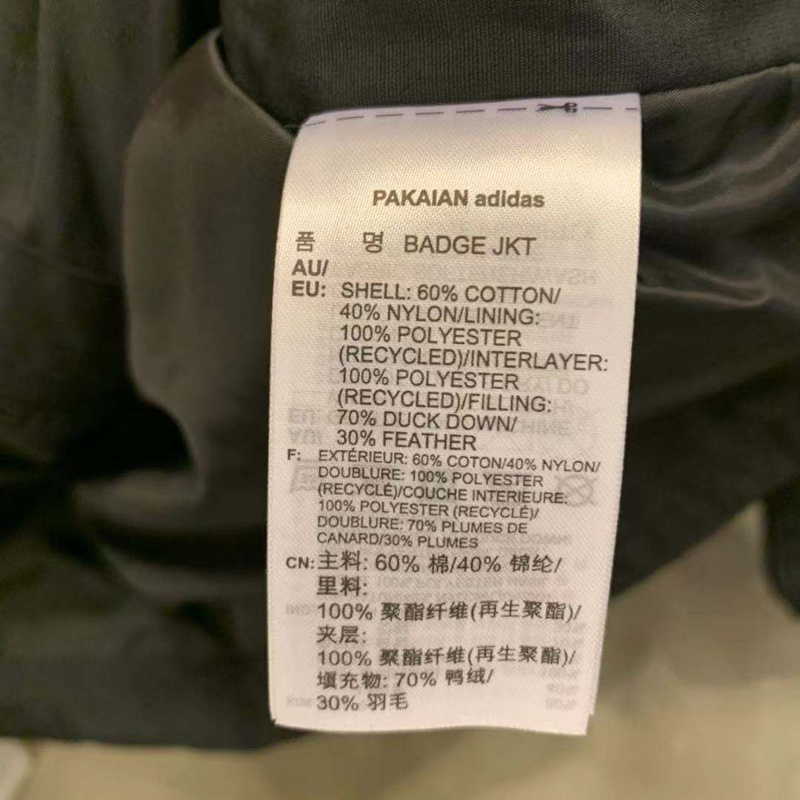 PAKAIAN adidas
품 명 BADGE JKT
AU/
EU: SHELL: 60% COTTON/
40% NYLON/LINING:
100% POLYESTER
(RECYCLED)/INTERLAYER:
100% POLYESTER
(RECYCLED)/FILLING:
70% DUCK DOWN/
30% FEATHER
F: EXTÉRIEUR: 60% COTON/40% NYLON/
DOUBLURE: 100% POLYESTER
(RECYCLÉ)/COUCHE INTERIEURE:
100% POLYESTER (RECYCLÉ)/
DOUBLURE: 70% PLUMES DE
CANARD/30% PLUMES
CN: 主料: 60% 棉/40% 锦纶/
里料:
100% 聚酯纤维(再生聚酯)/
夹层:
100% 聚酯纤维(再生聚酯)/
填充物: 70% 鸭绒/
30% 羽毛